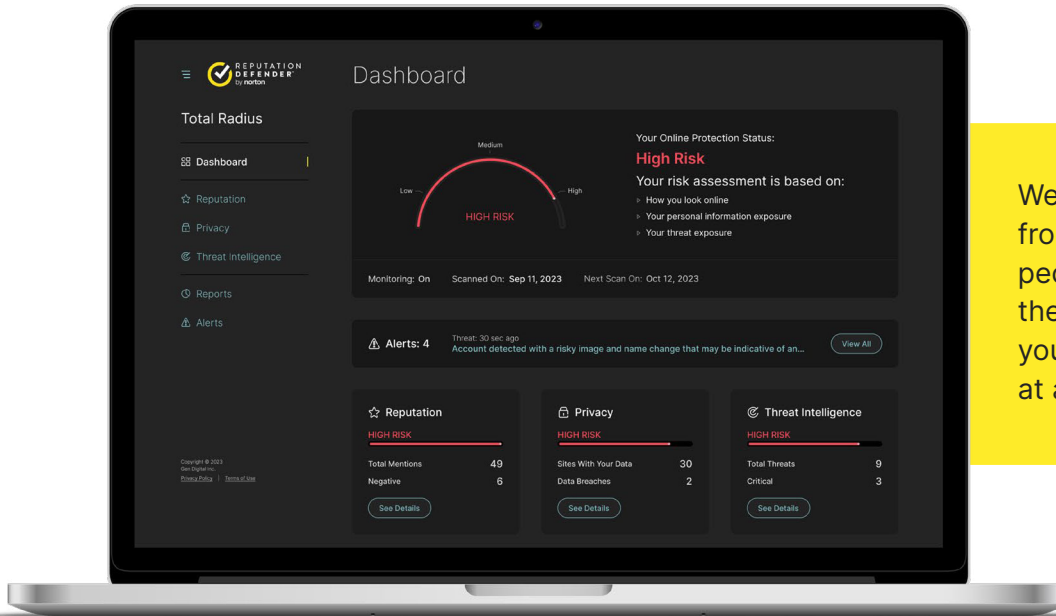 REPUTATION
DEFENDER
by norton
Total Radius
Dashboard
Reputation
Privacy
Threat Intelligence
Reports
Alerts
Copyright © 2023
Gen Digital Inc.
Privacy Policy | Terms of Use
Dashboard
Low
Medium
High
HIGH RISK
Your Online Protection Status:
High Risk
Your risk assessment is based on:
How you look online
Your personal information exposure
Your threat exposure
Monitoring: On Scanned On: Sep 11, 2023 Next Scan On: Oct 12, 2023
Alerts: 4
Threat: 30 sec ago
Account detected with a risky image and name change that may be indicative of an...
View All
Reputation
HIGH RISK
Total Mentions 49
Negative 6
See Details
Privacy
HIGH RISK
Sites With Your Data 30
Data Breaches 2
See Details
Threat Intelligence
HIGH RISK
Total Threats 9
Critical 3
See Details
We
fro
the
at